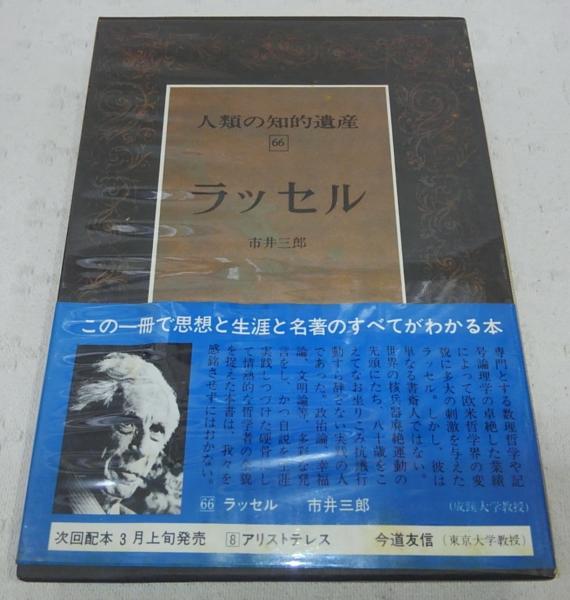 人類の知的遺産
66
ラッセル
市井三郎
この一冊で思想と生涯と名著のすべてがわかる本
専門とする数理哲学や記
号論理学の卓絶した業績
によって欧米哲学界の変
貌に多大の刺激を与えた
ラッセル。しかし、彼は
単なる書斎人ではない。
世界の核兵器廃絶運動の
先頭にたち、八十歳をこ
えてなお坐りこみ抗議行
動すら辞さない実践の人
であった。政治論、幸福
論、文明論等、多彩な発
言をし、かつ自説を生涯
実践しつづけた硬骨にし
て情熱的な哲学者の全貌
を捉えた本書は、我々を
感銘させずにはおかない。
66 ラッセル 市井三郎 (成蹊大学教授)
次回配本3月上旬発売 8 アリストテレス 今道友信 (東京大学教授)